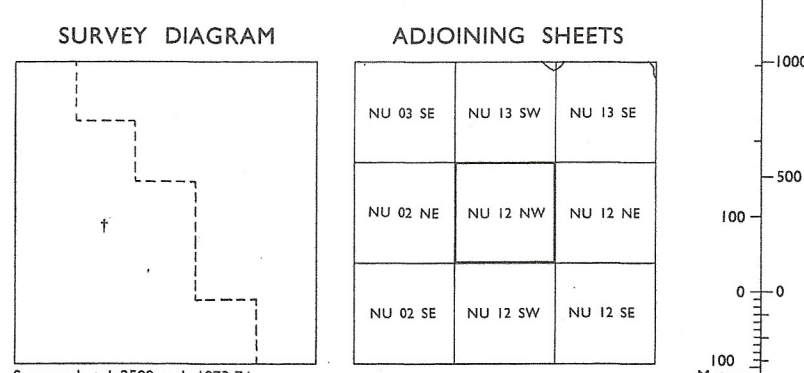 SURVEY DIAGRAM
ADJOINING SHEETS
†
NU 03 SE NU 13 SW NU 13 SE
NU 02 NE NU 12 NW NU 12 NE
NU 02 SE NU 12 SW NU 12 SE
1000
500
100
0 0
100